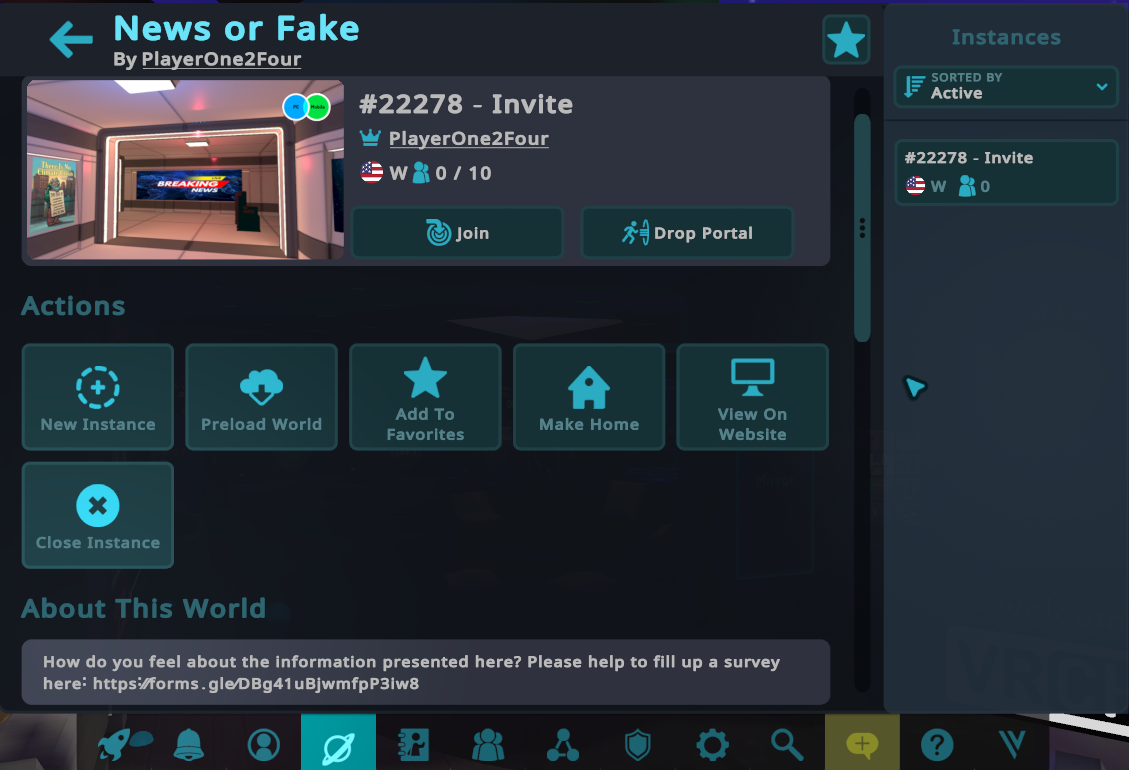 News or Fake
By PlayerOne2Four
Instances
SORTED BY
Active
#22278 - Invite
W 0
PC
Mobile
LIVE
BREAKING
NEWS
#22278 - Invite
PlayerOne2Four
W 0 / 10
Join
Drop Portal
Actions
New Instance
Preload World
Add To
Favorites
Make Home
View On
Website
Close Instance
About This World
How do you feel about the information presented here? Please help to fill up a survey
here: https://forms.gle/DBg41uBjwmfpP3iw8